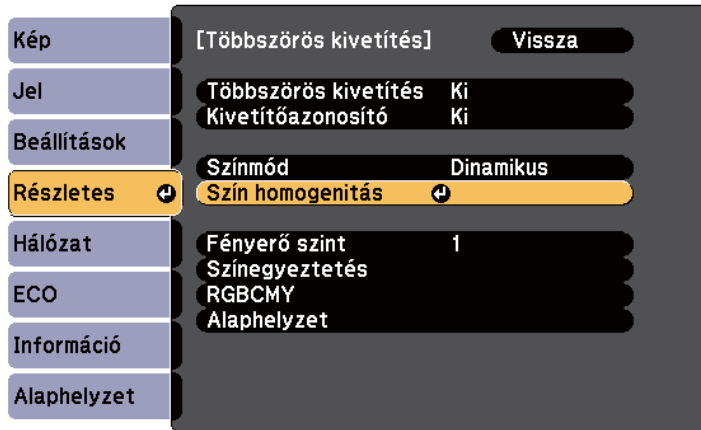 Kép
Jel
Beállítások
Részletes
Hálózat
ECO
Információ
Alaphelyzet
[Többszörös kivetítés] Vissza
Többszörös kivetítés Ki
Kivetítőazonosító Ki
Színmód Dinamikus
Szín homogenitás
Fényerő szint 1
Színegyeztetés
RGBCMY
Alaphelyzet